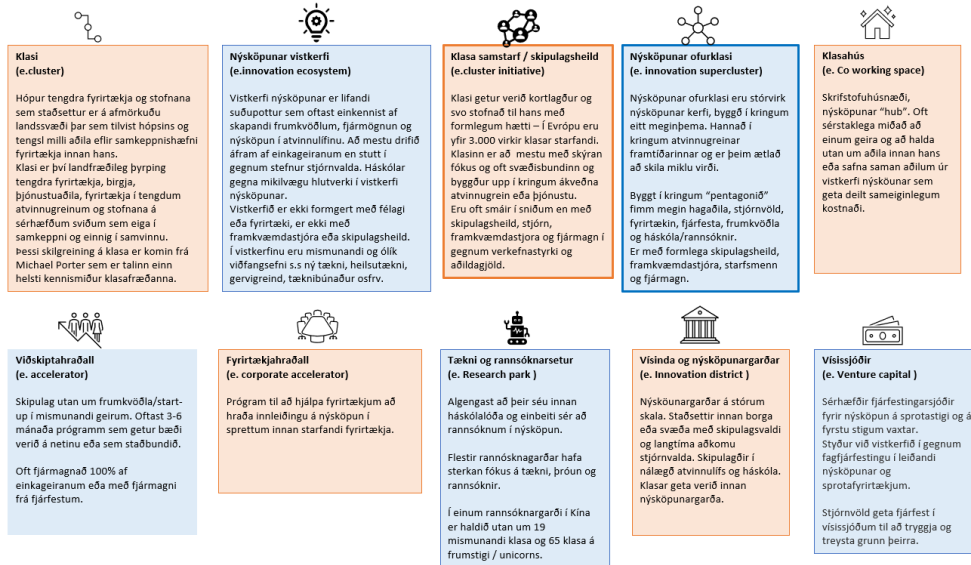 Klasi
(e.cluster)
Hópur tengdra fyrirtækja og stofnana
sem staðsettur er á afmörkuðu
landssvæði þar sem tilvist hópsins og
tengsl milli aðila eflir samkeppnishæfni
fyrirtækja innan hans.
Klasi er því landfræðileg þyrping
tengdra fyrirtækja, birgja,
þjónustuaðila, fyrirtækja í tengdum
atvinnugreinum og stofnana á
sérhæfðum sviðum sem eiga í
samkeppni og einnig í samvinnu.
Þessi skilgreining á klasa er komin frá
Michael Porter sem er talinn einn
helsti kennismiður klasafræðanna.
Nýsköpunar vistkerfi
(e.innovation ecosystem)
Vistkerfi nýsköpunar er lifandi
suðupottur sem oftast einkennist af
skapandi frumkvöðlum, fjármögnun og
nýsköpun í atvinnulífinu. Að mestu drifið
áfram af einkageiranum en stutt í
gegnum stefnur stjórnvalda. Háskólar
gegna mikilvægu hlutverki í vistkerfi
nýsköpunar.
Vistkerfið er ekki formgert með félagi
eða fyrirtæki, er ekki með
framkvæmdastjóra eða skipulagsheild.
Í vistkerfinu eru mismunandi og ólík
viðfangsefni s.s ný tækni, heilsutækni,
gervigreind, tæknibúnaður osfrv.
Klasa samstarf / skipulagsheild
(e.cluster initiative)
Klasi getur verið kortlagður og
svo stofnað til hans með
formlegum hætti – Í Evrópu eru
yfir 3.000 virkir klasar starfandi.
Klasinn er að mestu með skýran
fókus og oft svæðisbundin og
byggður upp í kringum ákveðna
atvinnugrein eða þjónustu.
Eru oft smáir í sniðum en með
skipulagsheild, stjórn,
framkvæmdastjora og fjármagn í
gegnum verkefnastyrki og
aðildagjöld.
Nýsköpunar ofurklasi
(e. innovation supercluster)
Nýsköpunar ofurklasi eru stórvirk
nýsköpunar kerfi, byggð í kringum
eitt meginþema. Hannað í
kringum atvinnugreinar
framtíðarinnar og er þeim ætlað
að skila miklu virði.
Byggt í kringum “pentagonið”
fimm megin hagaðila, stjórnvöld,
fyrirtækin, fjárfesta, frumkvöðla
og háskóla/rannsóknir.
Er með formlega skipulagsheild,
framkvæmdastjóra, starfsmenn
og fjármagn.
Klasahús
(e. Co working space)
Skrifstofuhúsnæði,
nýsköpunar “hub”. Oft
sérstaklega miðað að
einum geira og að halda
utan um aðila innan hans
eða safna saman aðilum úr
vistkerfi nýsköunar sem
geta deilt sameiginlegum
kostnaði.
Viðskiptahraðall
(e. accelerator)
Skipulag utan um frumkvöðla/start-
up í mismunandi geirum. Oftast 3-6
mánaða prógramm sem getur bæði
verið á netinu eða sem staðbundið.
Oft fjármagnað 100% af
einkageiranum eða með fjármagni
frá fjárfestum.
Fyrirtækjahraðall
(e. corporate accelerator)
Prógram til að hjálpa fyrirtækjum að
hraða innleiðingu á nýsköpun í
sprettum innan starfandi fyrirtækja.
Tækni og rannsóknarsetur
(e. Research park )
Algengast að þeir séu innan
háskólalóða og einbeiti sér að
rannsóknum í nýsköpun.
Flestir rannsóknagarðar hafa
sterkan fókus á tækni, þróun og
rannsóknir.
Í einum rannsóknargarði í Kína
er haldið utan um 19
mismunandi klasa og 65 klasa á
frumstigi / unicorns.
Vísinda og nýsköpunargarðar
(e. Innovation district )
Nýskönunargarðar á stórum
skala. Staðsettir innan borga
eða svæða með skipulagsvaldi
og langtíma aðkomu
stjórnvalda. Skipulagðir í
nálægð atvinnulífs og háskóla.
Klasar geta verið innan
nýsköpunargarða.
Vísissjóðir
(e. Venture capital )
Sérhæfðir fjárfestingarsjóðir
fyrir nýsköpun á sprotastigi og á
fyrstu stigum vaxtar.
Styður við vistkerfið í gegnum
fagfjárfestingu í leiðandi
nýsköpunar og
sprotafyrirtækjum.
Stjórnvöld geta fjárfest í
vísissjóðum til að tryggja og
treysta grunn þeirra.